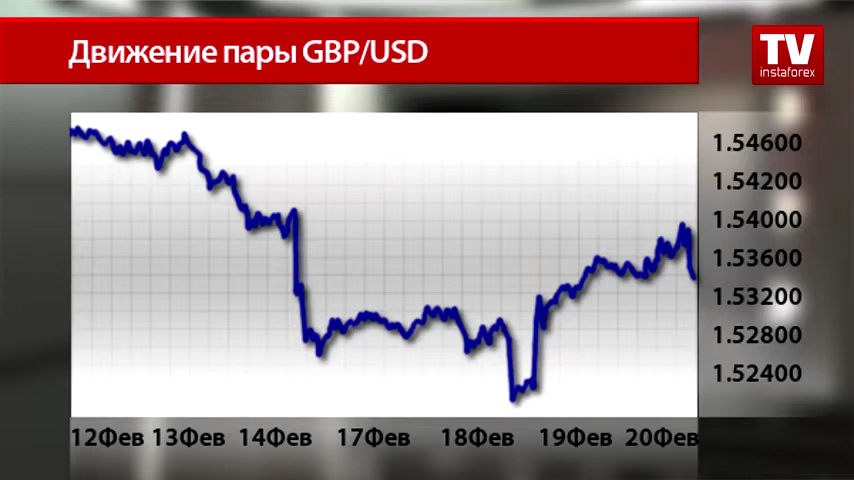 Движение пары GBP/USD
TV
instaforex
1.54600
1.54200
1.54000
1.53600
1.53200
1.52800
1.52400
12Фев 13Фев 14Фев 17Фев 18Фев 19Фев 20Фев